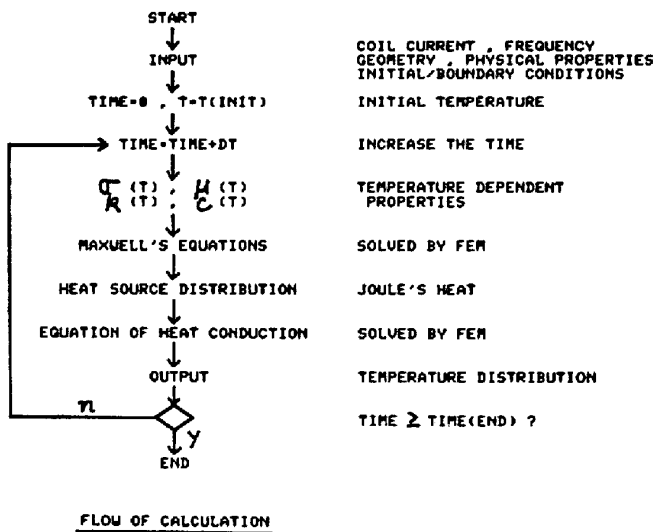 START
INPUT
COIL CURRENT , FREQUENCY
GEOMETRY , PHYSICAL PROPERTIES
INITIAL/BOUNDARY CONDITIONS
TIME=0 , T=T(INIT)
INITIAL TEMPERATURE
TIME=TIME+DT
INCREASE THE TIME
σ (T) , μ (T)
k (T) , c (T)
TEMPERATURE DEPENDENT
PROPERTIES
MAXWELL'S EQUATIONS
SOLVED BY FEM
HEAT SOURCE DISTRIBUTION
JOULE'S HEAT
EQUATION OF HEAT CONDUCTION
SOLVED BY FEM
OUTPUT
TEMPERATURE DISTRIBUTION
n
TIME ≥ TIME(END) ?
y
END
FLOW OF CALCULATION